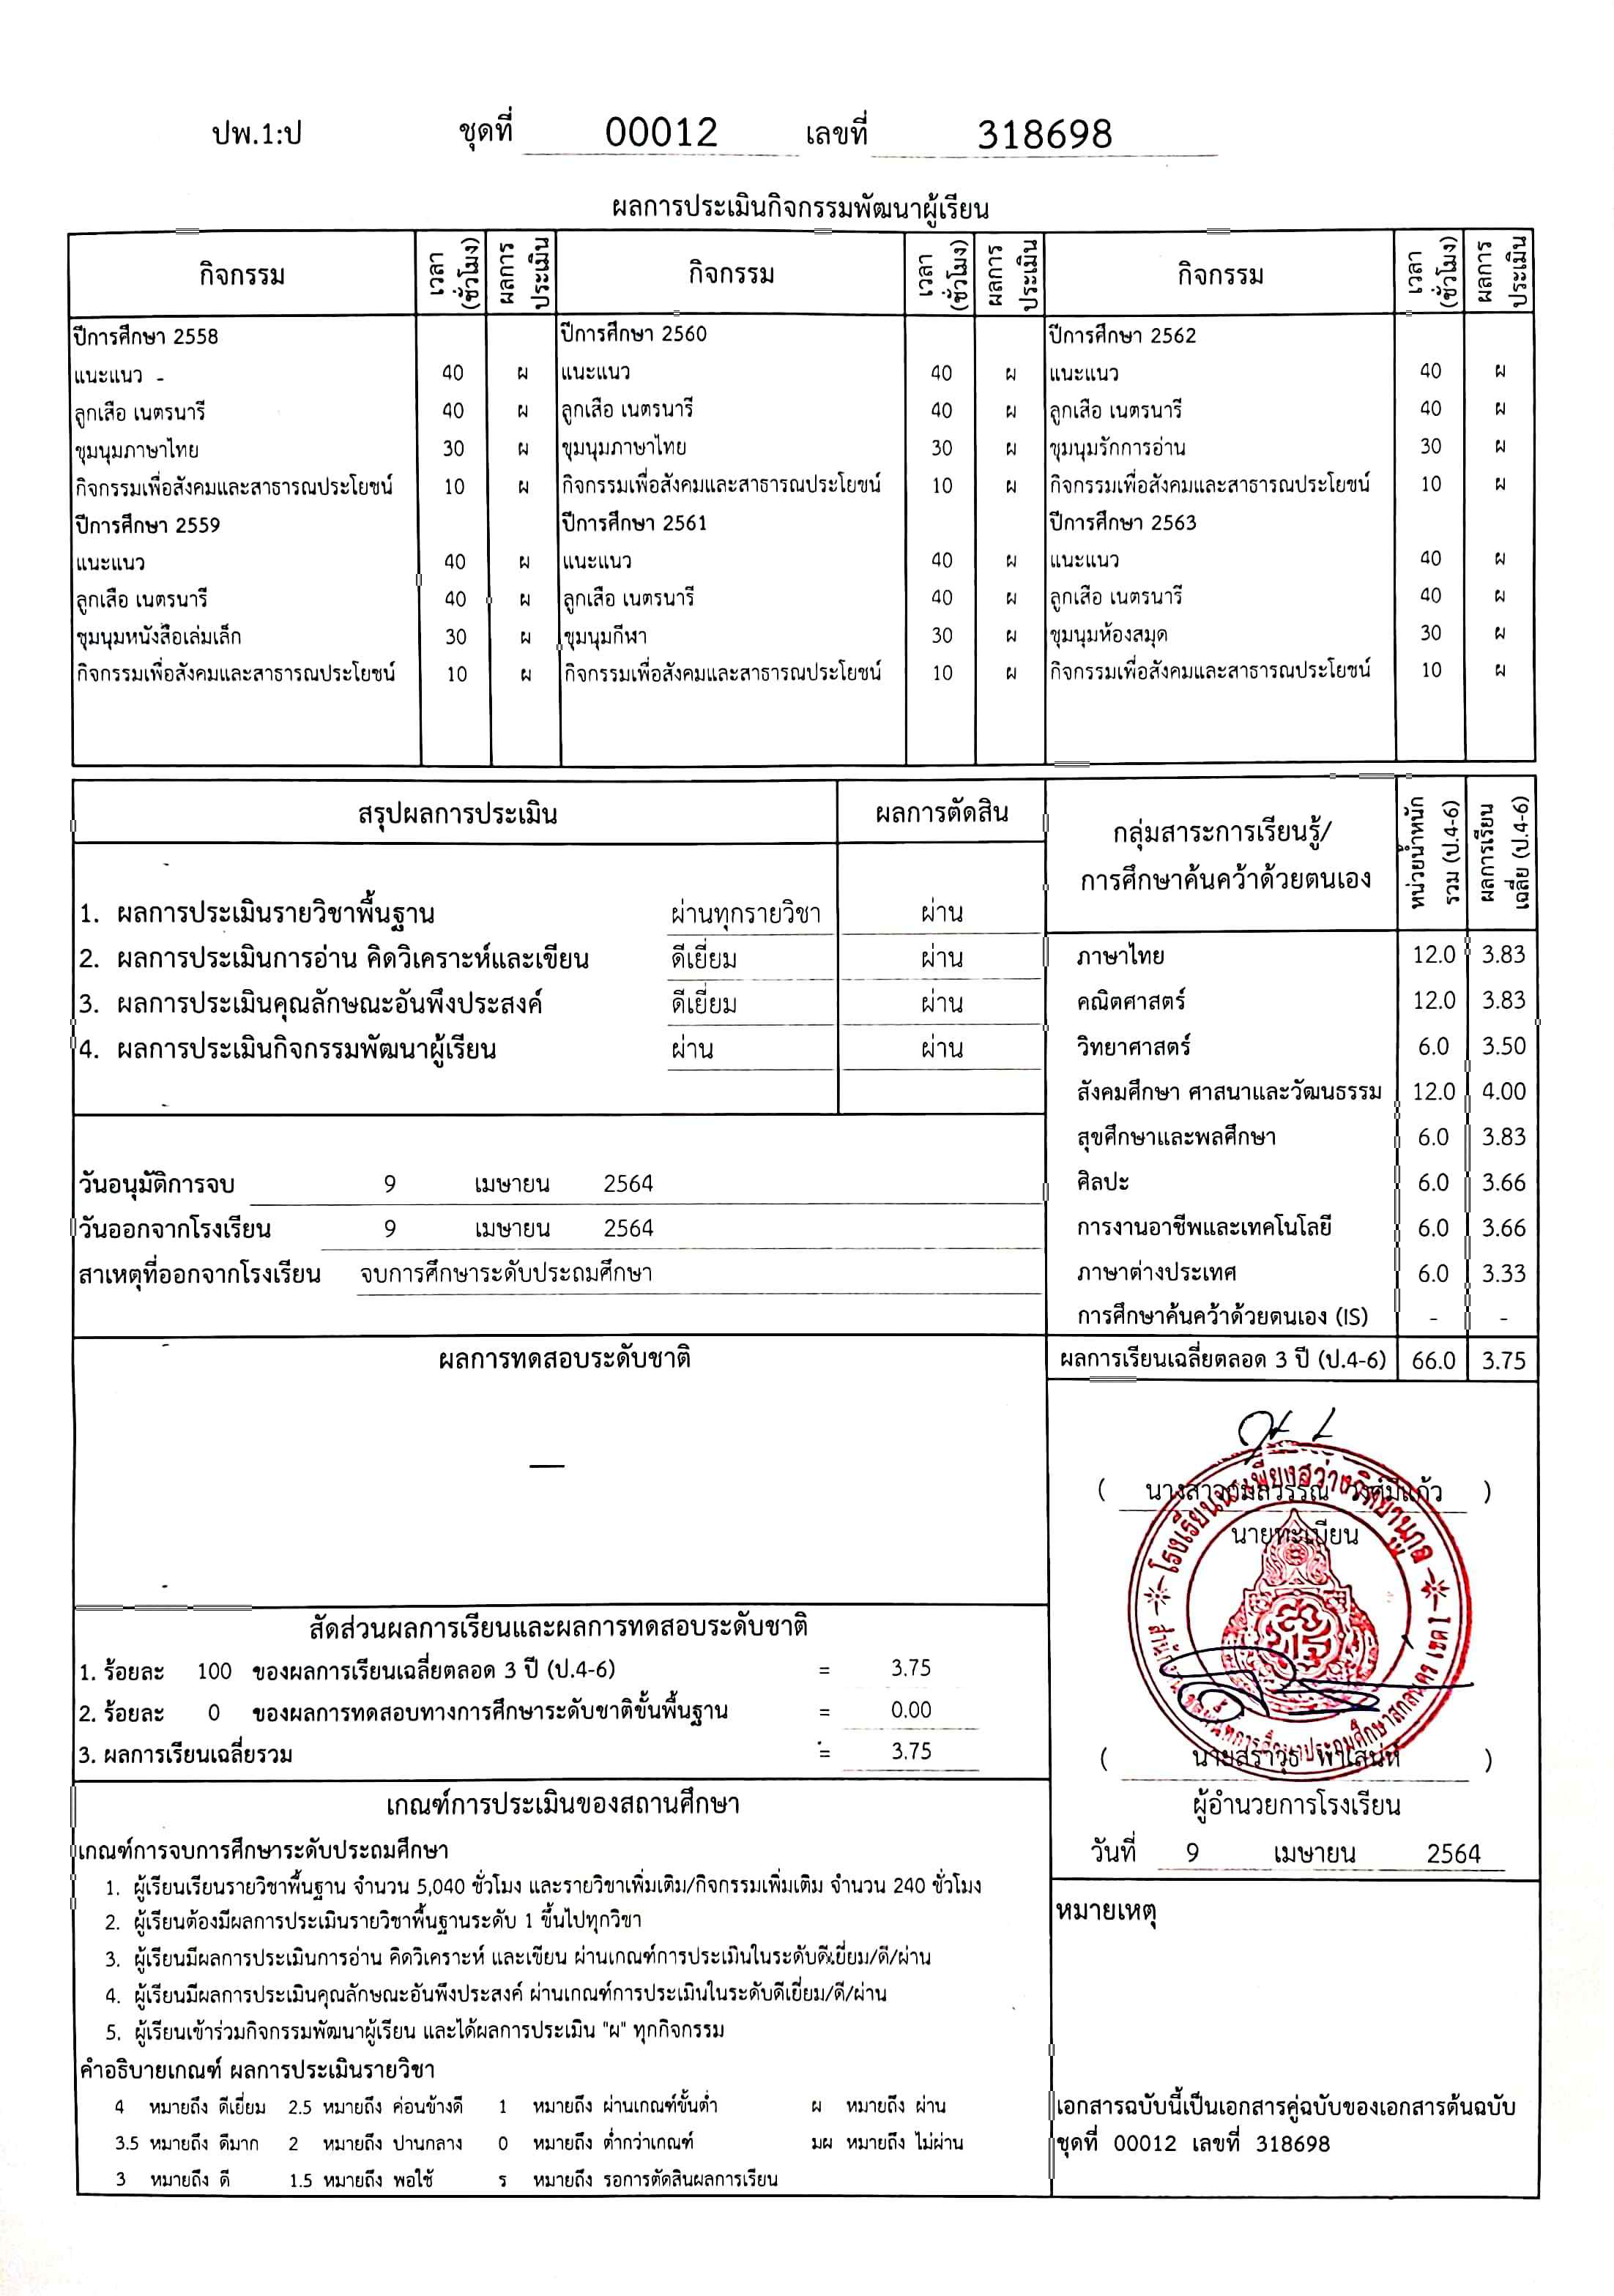 ปพ.1:ป ชุดที่ 00012 เลขที่ 318698
ผลการประเมินกิจกรรมพัฒนาผู้เรียน
กิจกรรม เวลา (ชั่วโมง) ผลการประเมิน กิจกรรม เวลา (ชั่วโมง) ผลการประเมิน กิจกรรม เวลา (ชั่วโมง) ผลการประเมิน
ปีการศึกษา 2558 ปีการศึกษา 2560 ปีการศึกษา 2562
แนะแนว - 40 ผ แนะแนว 40 ผ แนะแนว 40 ผ
ลูกเสือ เนตรนารี 40 ผ ลูกเสือ เนตรนารี 40 ผ ลูกเสือ เนตรนารี 40 ผ
ชุมนุมภาษาไทย 30 ผ ชุมนุมภาษาไทย 30 ผ ชุมนุมรักการอ่าน 30 ผ
กิจกรรมเพื่อสังคมและสาธารณประโยชน์ 10 ผ กิจกรรมเพื่อสังคมและสาธารณประโยชน์ 10 ผ กิจกรรมเพื่อสังคมและสาธารณประโยชน์ 10 ผ
ปีการศึกษา 2559 ปีการศึกษา 2561 ปีการศึกษา 2563
แนะแนว 40 ผ แนะแนว 40 ผ แนะแนว 40 ผ
ลูกเสือ เนตรนารี 40 ผ ลูกเสือ เนตรนารี 40 ผ ลูกเสือ เนตรนารี 40 ผ
ชุมนุมหนังสือเล่มเล็ก 30 ผ ชุมนุมกีฬา 30 ผ ชุมนุมห้องสมุด 30 ผ
กิจกรรมเพื่อสังคมและสาธารณประโยชน์ 10 ผ กิจกรรมเพื่อสังคมและสาธารณประโยชน์ 10 ผ กิจกรรมเพื่อสังคมและสาธารณประโยชน์ 10 ผ
สรุปผลการประเมิน ผลการตัดสิน
1. ผลการประเมินรายวิชาพื้นฐาน ผ่านทุกรายวิชา ผ่าน
2. ผลการประเมินการอ่าน คิดวิเคราะห์และเขียน ดีเยี่ยม ผ่าน
3. ผลการประเมินคุณลักษณะอันพึงประสงค์ ดีเยี่ยม ผ่าน
4. ผลการประเมินกิจกรรมพัฒนาผู้เรียน ผ่าน ผ่าน
วันอนุมัติการจบ 9 เมษายน 2564
วันออกจากโรงเรียน 9 เมษายน 2564
สาเหตุที่ออกจากโรงเรียน จบการศึกษาระดับประถมศึกษา
กลุ่มสาระการเรียนรู้/
การศึกษาค้นคว้าด้วยตนเอง
หน่วยน้ำหนัก
รวม (ป.4-6)
ผลการเรียน
เฉลี่ย (ป.4-6)
ภาษาไทย 12.0 3.83
คณิตศาสตร์ 12.0 3.83
วิทยาศาสตร์ 6.0 3.50
สังคมศึกษา ศาสนาและวัฒนธรรม 12.0 4.00
สุขศึกษาและพลศึกษา 6.0 3.83
ศิลปะ 6.0 3.66
การงานอาชีพและเทคโนโลยี 6.0 3.66
ภาษาต่างประเทศ 6.0 3.33
การศึกษาค้นคว้าด้วยตนเอง (IS) - -
ผลการเรียนเฉลี่ยตลอด 3 ปี (ป.4-6) 66.0 3.75
ผลการทดสอบระดับชาติ
—
สัดส่วนผลการเรียนและผลการทดสอบระดับชาติ
1. ร้อยละ 100 ของผลการเรียนเฉลี่ยตลอด 3 ปี (ป.4-6) = 3.75
2. ร้อยละ 0 ของผลการทดสอบทางการศึกษาระดับชาติขั้นพื้นฐาน = 0.00
3. ผลการเรียนเฉลี่ยรวม = 3.75
นายทะเบียน
ผู้อำนวยการโรงเรียน
วันที่ 9 เมษายน 2564
เกณฑ์การประเมินของสถานศึกษา
เกณฑ์การจบการศึกษาระดับประถมศึกษา
1. ผู้เรียนเรียนรายวิชาพื้นฐาน จำนวน 5,040 ชั่วโมง และรายวิชาเพิ่มเติม/กิจกรรมเพิ่มเติม จำนวน 240 ชั่วโมง
2. ผู้เรียนต้องมีผลการประเมินรายวิชาพื้นฐานระดับ 1 ขึ้นไปทุกวิชา
3. ผู้เรียนมีผลการประเมินการอ่าน คิดวิเคราะห์ และเขียน ผ่านเกณฑ์การประเมินในระดับดีเยี่ยม/ดี/ผ่าน
4. ผู้เรียนมีผลการประเมินคุณลักษณะอันพึงประสงค์ ผ่านเกณฑ์การประเมินในระดับดีเยี่ยม/ดี/ผ่าน
5. ผู้เรียนเข้าร่วมกิจกรรมพัฒนาผู้เรียน และได้ผลการประเมิน "ผ" ทุกกิจกรรม
คำอธิบายเกณฑ์ ผลการประเมินรายวิชา
4 หมายถึง ดีเยี่ยม 2.5 หมายถึง ค่อนข้างดี 1 หมายถึง ผ่านเกณฑ์ขั้นต่ำ ผ หมายถึง ผ่าน
3.5 หมายถึง ดีมาก 2 หมายถึง ปานกลาง 0 หมายถึง ต่ำกว่าเกณฑ์ มผ หมายถึง ไม่ผ่าน
3 หมายถึง ดี 1.5 หมายถึง พอใช้ ร หมายถึง รอการตัดสินผลการเรียน
หมายเหตุ
เอกสารฉบับนี้เป็นเอกสารคู่ฉบับของเอกสารต้นฉบับ
ชุดที่ 00012 เลขที่ 318698